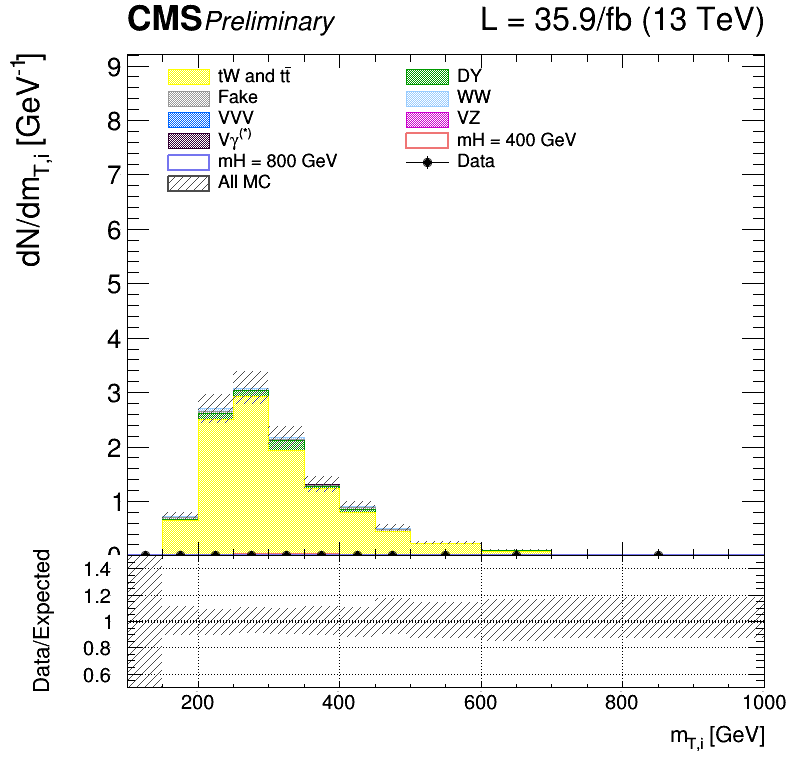 CMS Preliminary L = 35.9/fb (13 TeV)
dN/dm_T,i [GeV⁻¹]
9
8
7
6
5
4
3
2
1
0
tW and tt̄
DY
Fake
WW
VVV
VZ
Vγ(*)
mH = 400 GeV
mH = 800 GeV
Data
All MC
Data/Expected
1.4
1.2
1
0.8
0.6
200 400 600 800 1000
m_T,i [GeV]